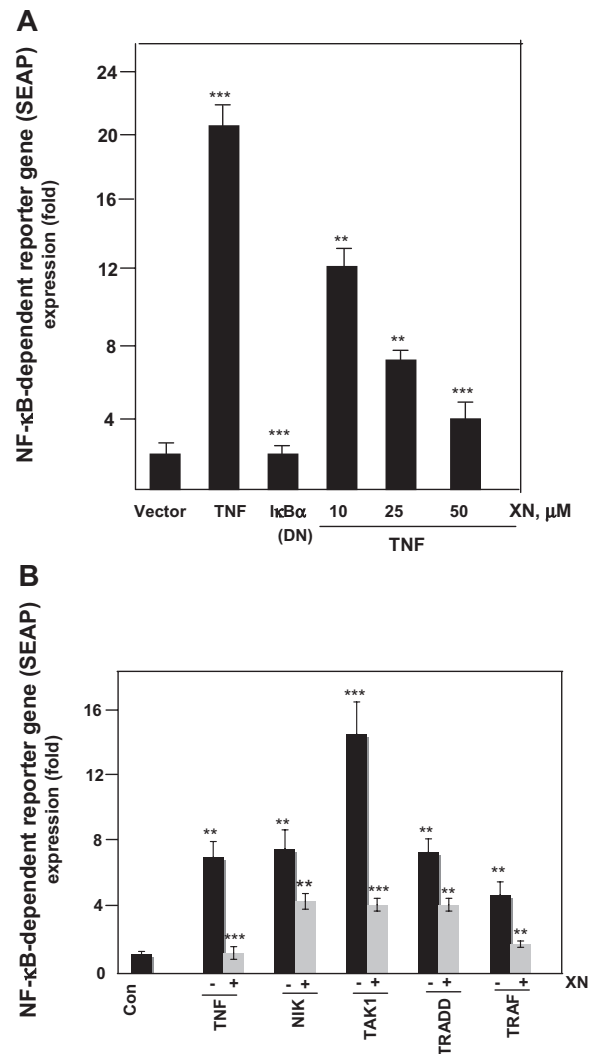 A
NF-κB-dependent reporter gene (SEAP)
expression (fold)
24
20
16
12
8
4
***
***
**
**
***
Vector TNF IκBα 10 25 50 XN, μM
(DN)
TNF
B
NF-κB-dependent reporter gene (SEAP)
expression (fold)
16
12
8
4
0
**
***
**
**
***
***
**
**
**
**
- + - + - + - + - + XN
Con TNF NIK TAK1 TRADD TRAF